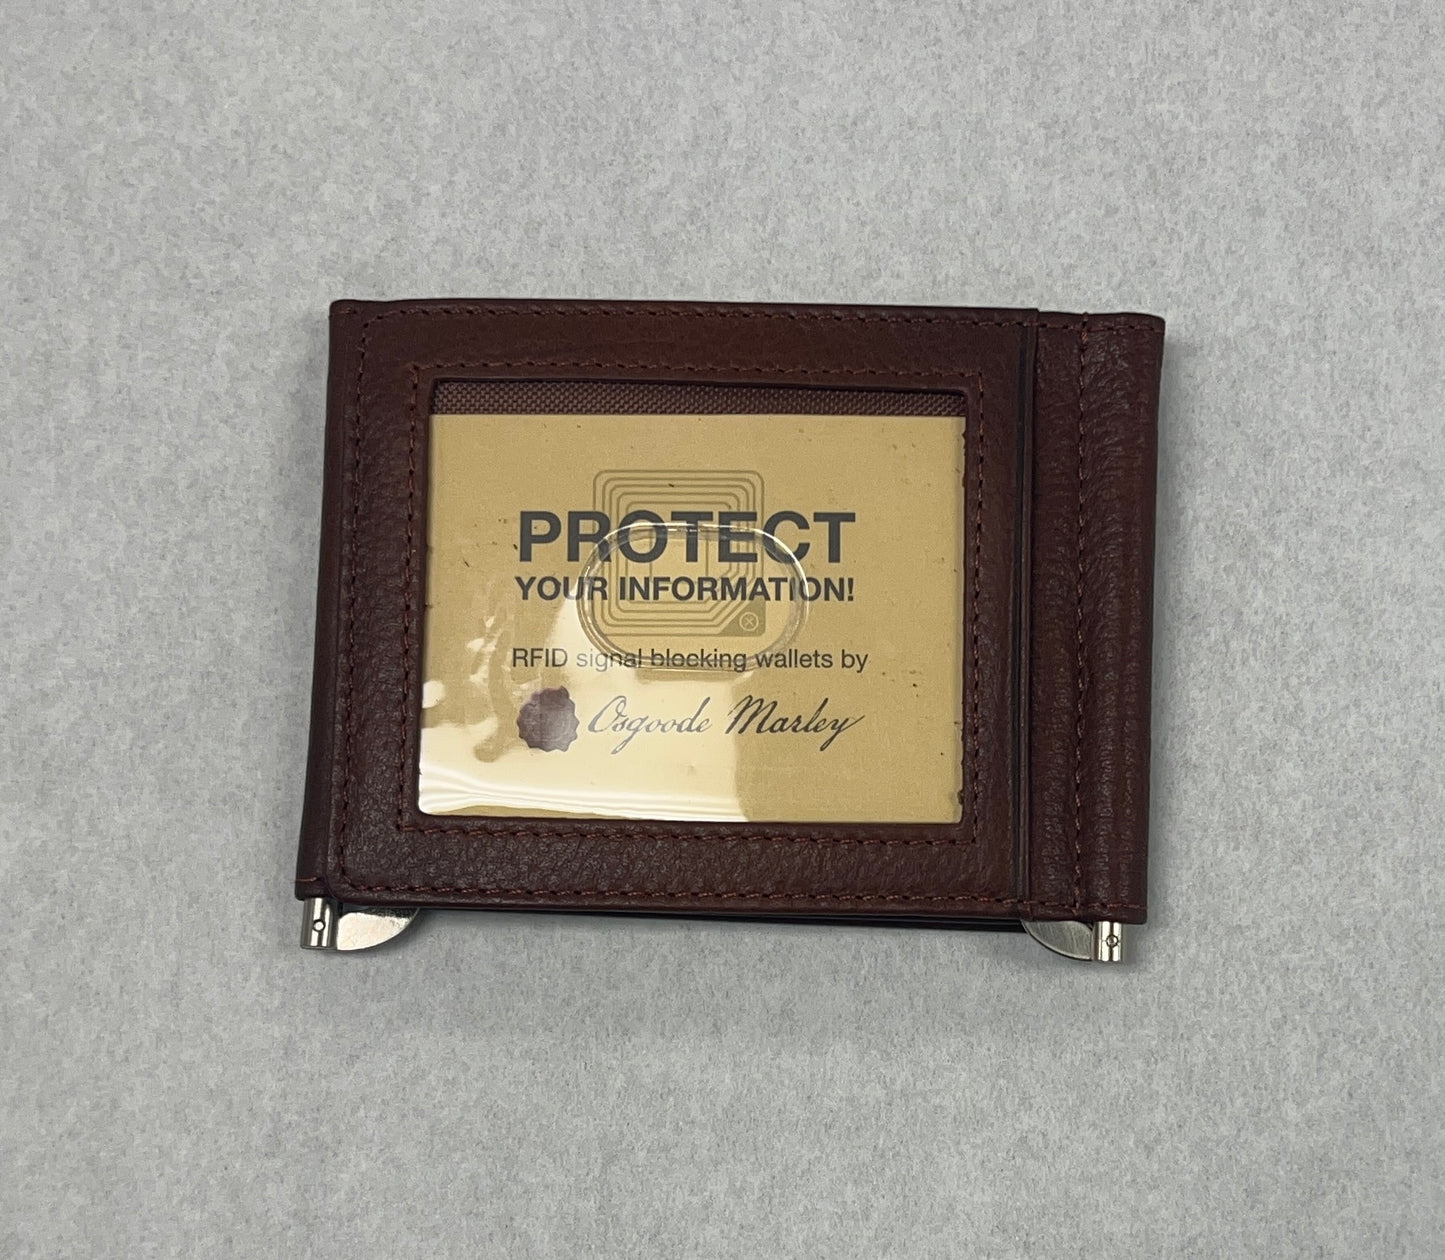 PROTECT
YOUR INFORMATION!
RFID signal blocking wallets by
Osgoode Marley